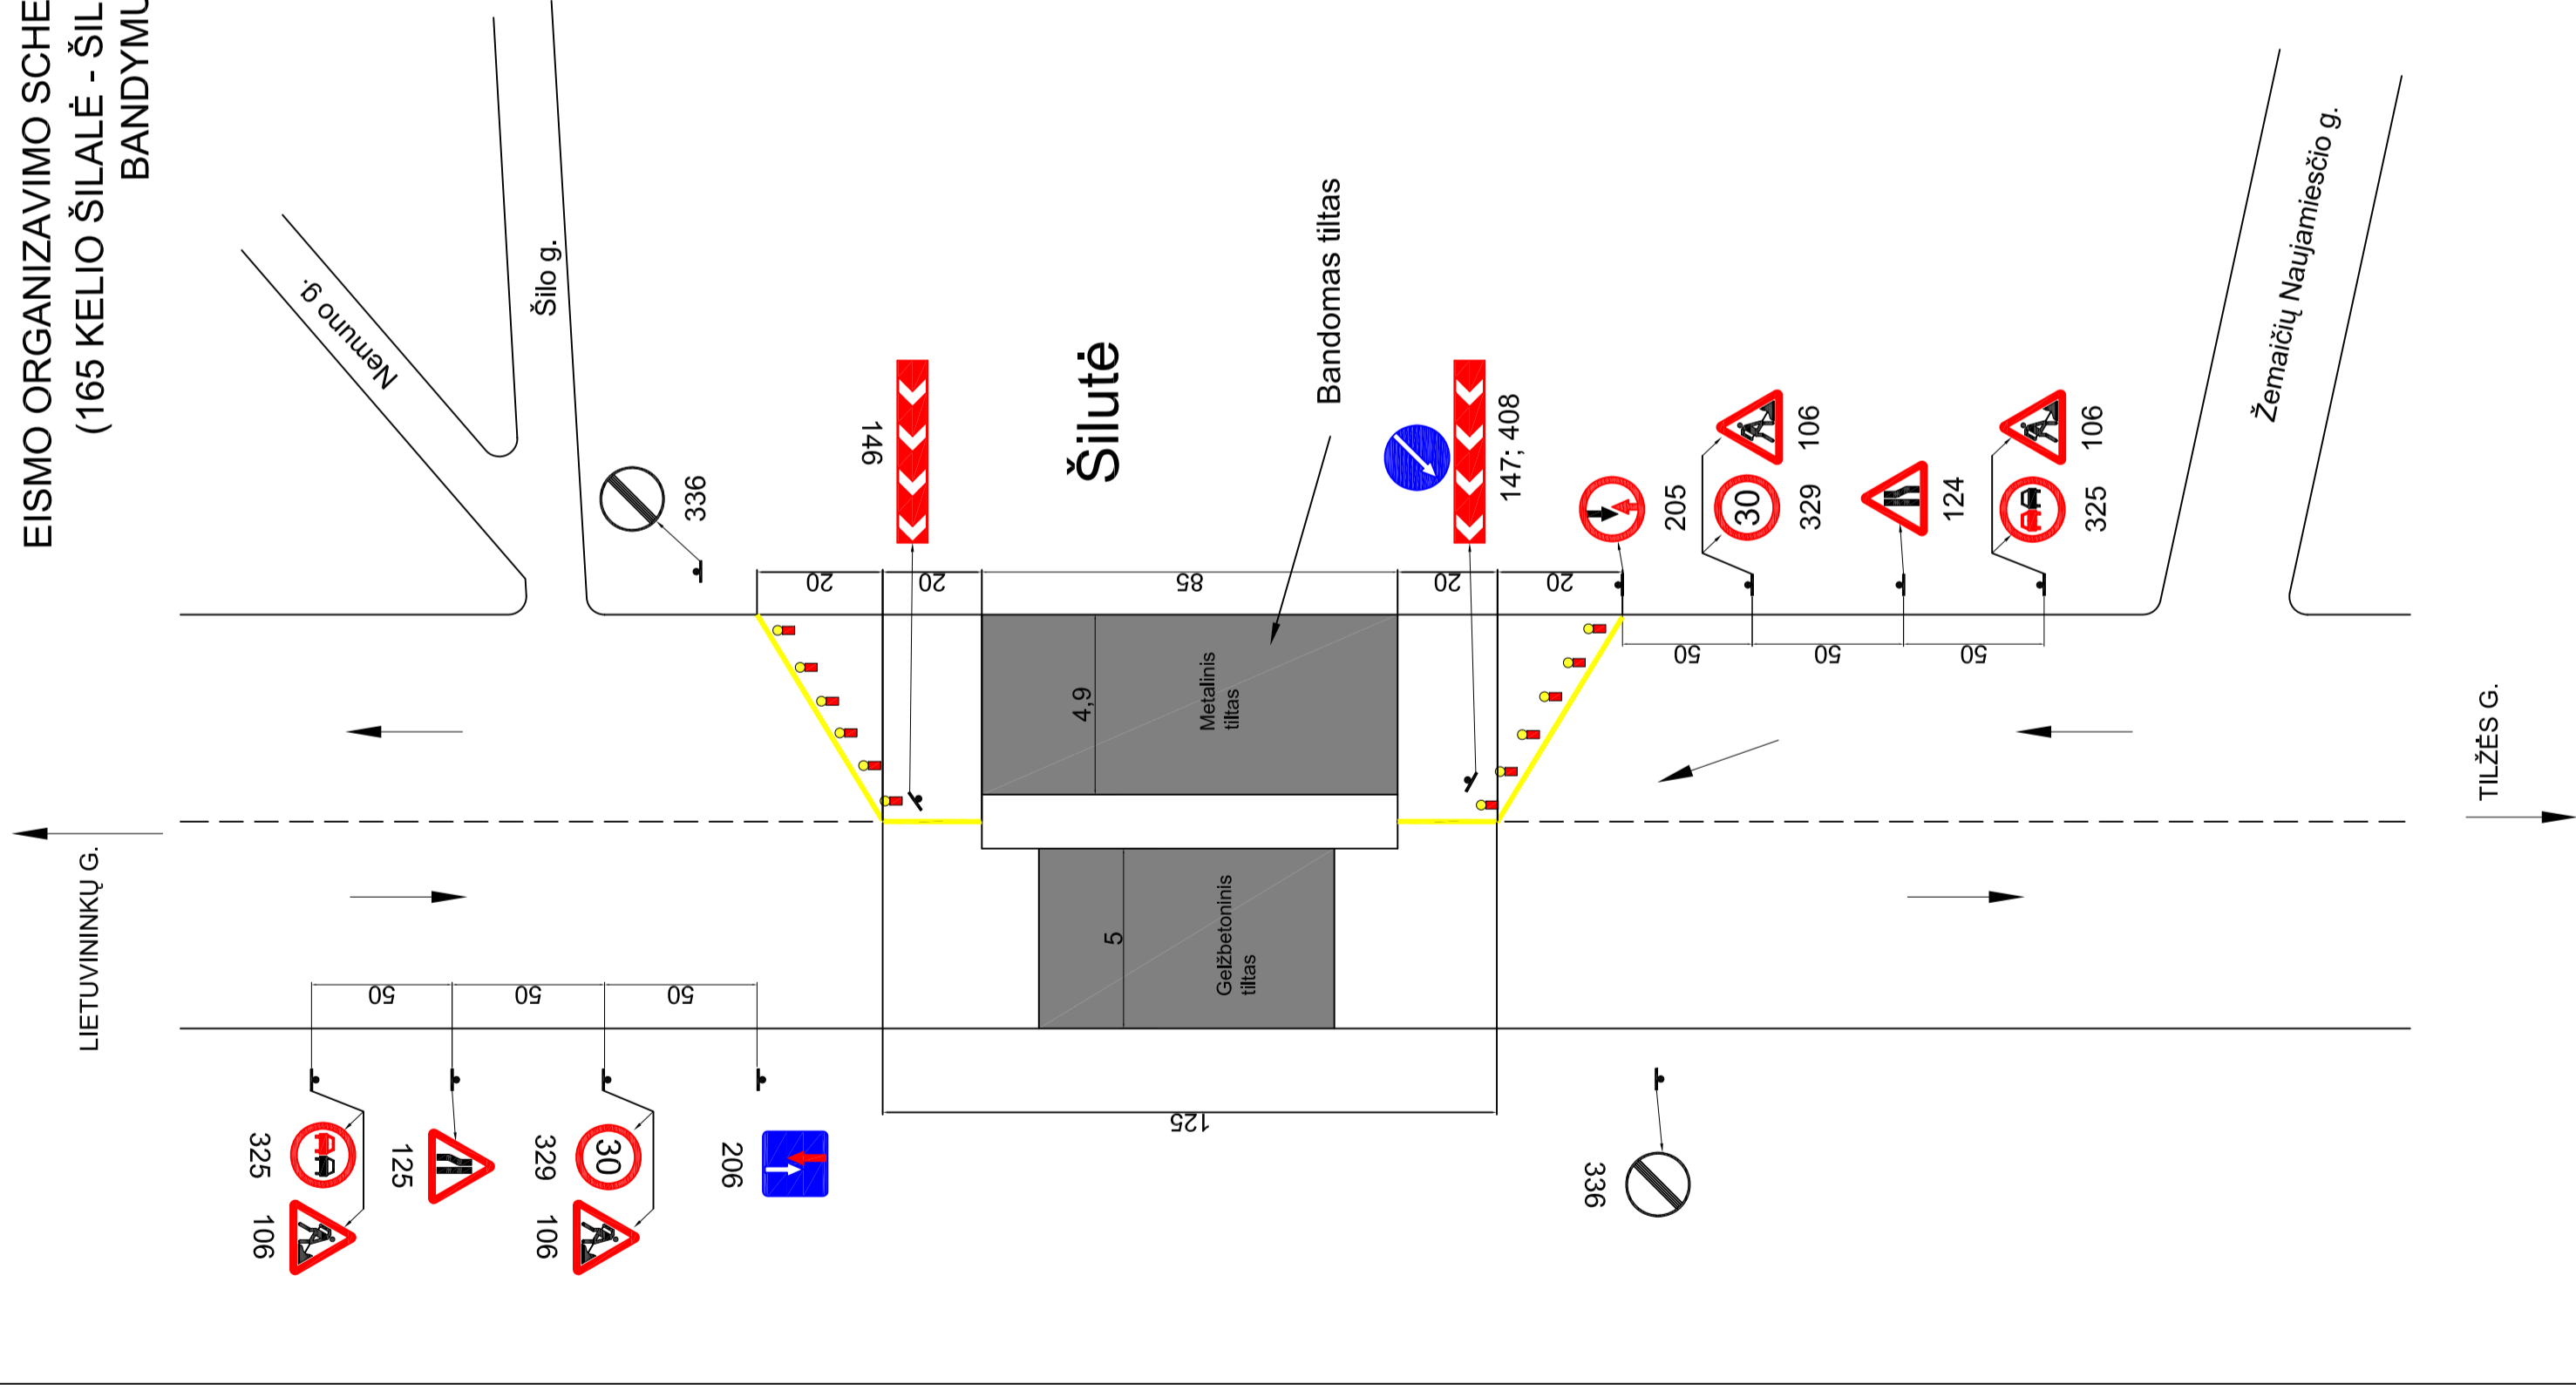 EISMO ORGANIZAVIMO SCHE
(165 KELIO ŠILALĖ - ŠIL
BANDYMU
Nemuno g.
Šilo g.
336
146
Šilutė
Bandomas tiltas
147; 408
205
106
329
124
106
325
Žemaičių Naujamiesčio g.
20
20
85
20
20
50
50
50
30
4,9
Metalinis
tiltas
TILŽĖS G.
LIETUVININKŲ G.
5
Gelžbetoninis
tiltas
50
50
50
125
325
106
125
329
30
106
206
336